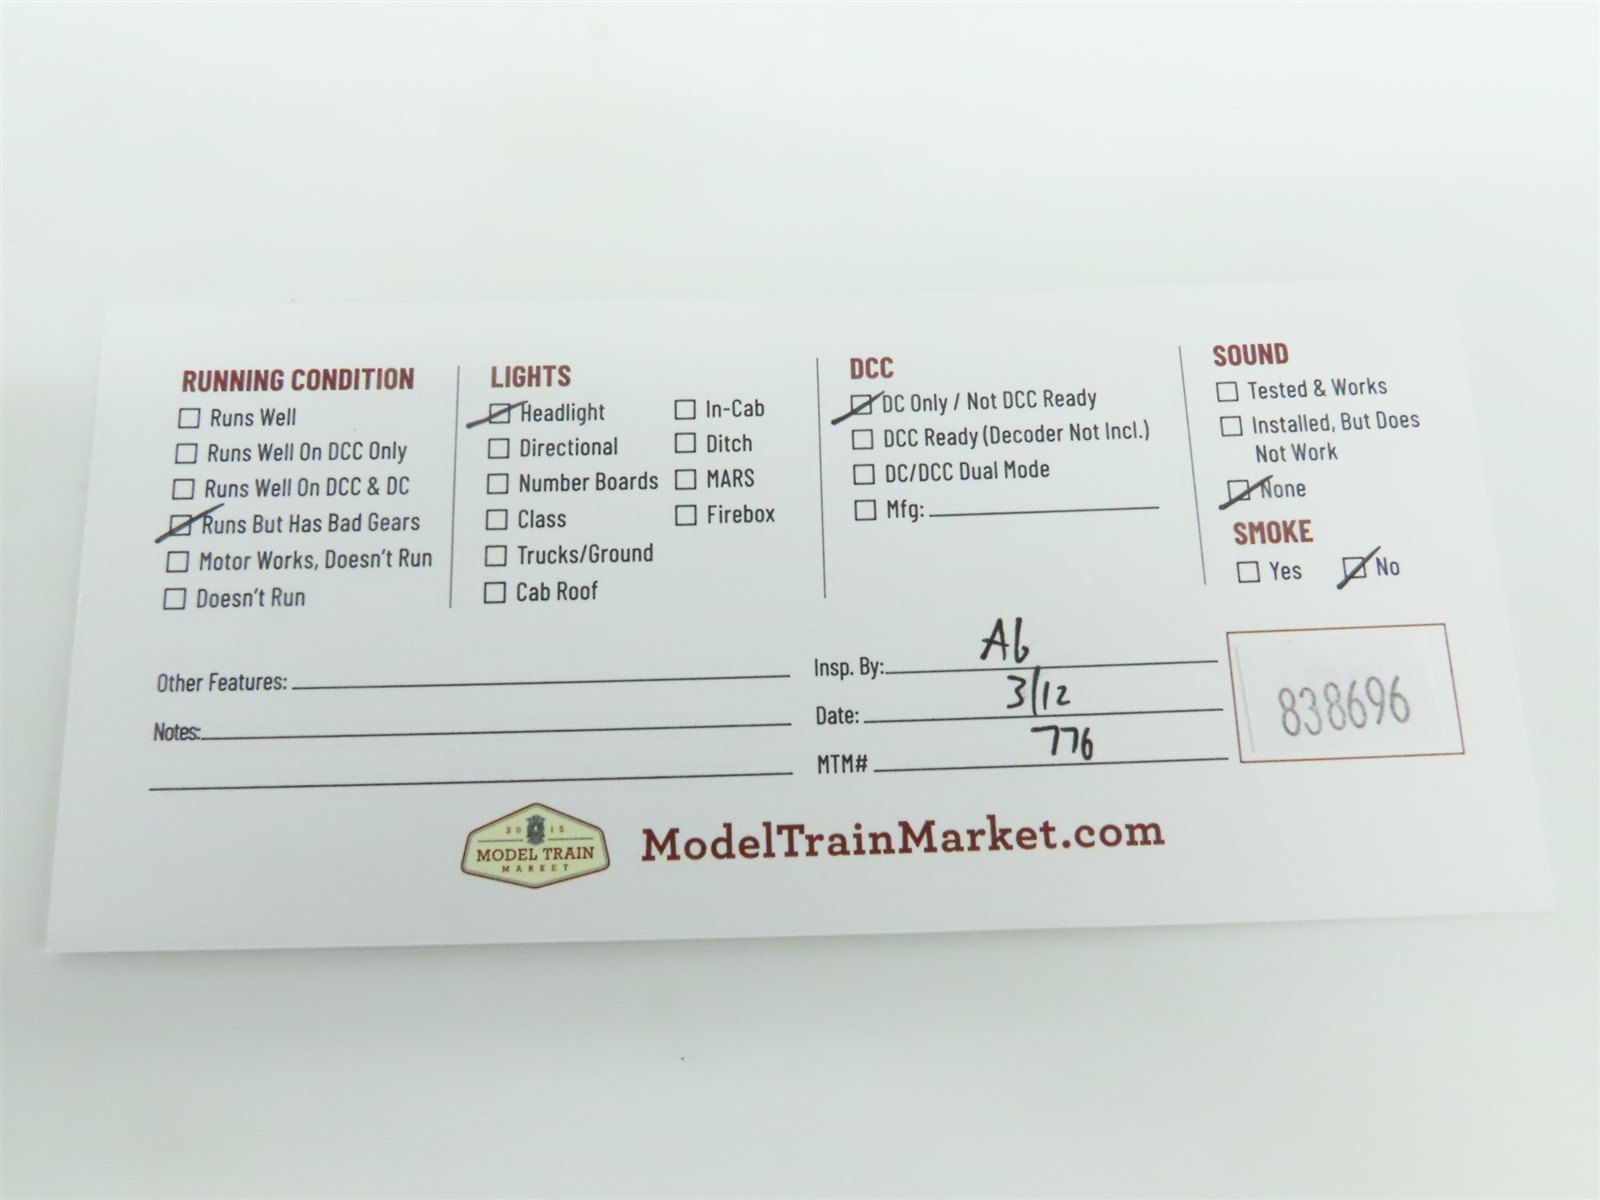 RUNNING CONDITION
Runs Well
Runs Well On DCC Only
Runs Well On DCC & DC
Runs But Has Bad Gears
Motor Works, Doesn't Run
Doesn't Run
LIGHTS
Headlight
Directional
Number Boards
Class
Trucks/Ground
Cab Roof
In-Cab
Ditch
MARS
Firebox
DCC
DC Only / Not DCC Ready
DCC Ready (Decoder Not Incl.)
DC/DCC Dual Mode
Mfg:
SOUND
Tested & Works
Installed, But Does
Not Work
None
SMOKE
Yes No
Other Features:
Notes:
Insp. By:
Date: 3/12
MTM# 776
838696
2015
MODEL TRAIN
MARKET
ModelTrainMarket.com